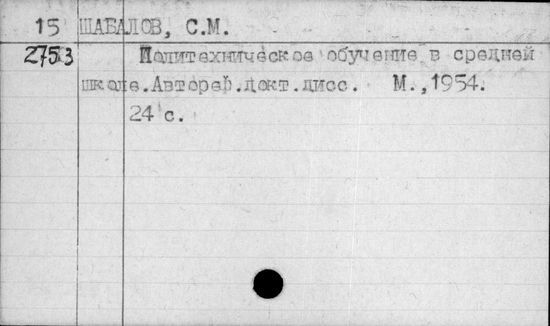 15 ШАБАЛОВ, С.М.
2753 Политехническое обучение в средней
школе.Автореф.докт.дисс. М.,1954.
24 с.